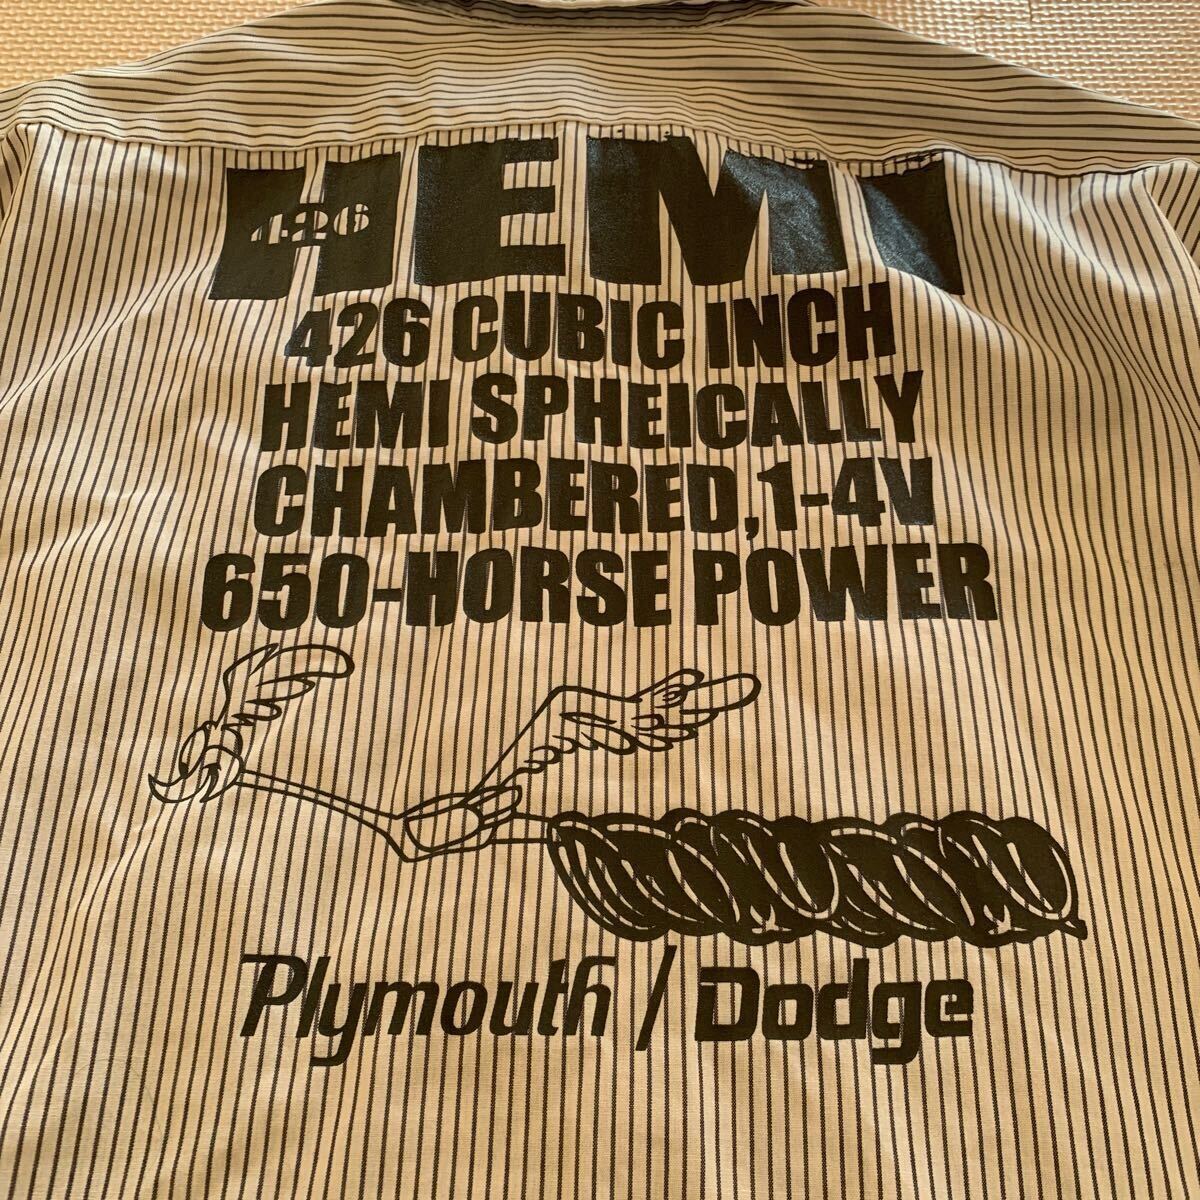 HEMI
426
426 CUBIC INCH
HEMI SPHEICALLY
CHAMBERED, 1-4V
650-HORSE POWER
Plymouth / Dodge